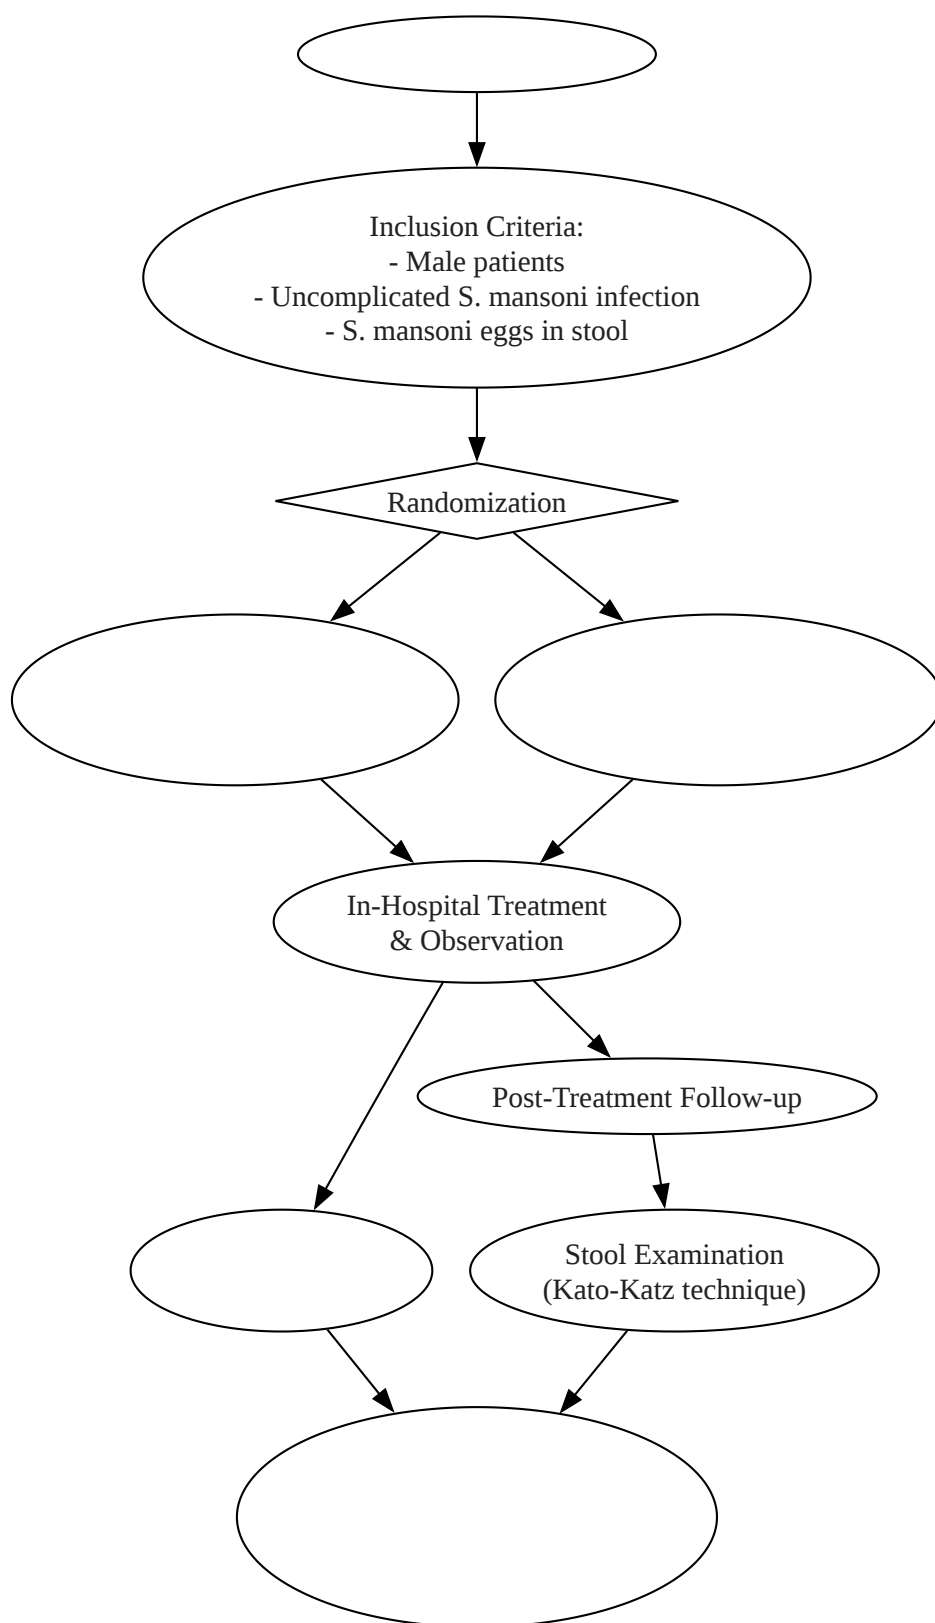 Inclusion Criteria:
- Male patients
- Uncomplicated S. mansoni infection
- S. mansoni eggs in stool
Randomization
In-Hospital Treatment
& Observation
Post-Treatment Follow-up
Stool Examination
(Kato-Katz technique)